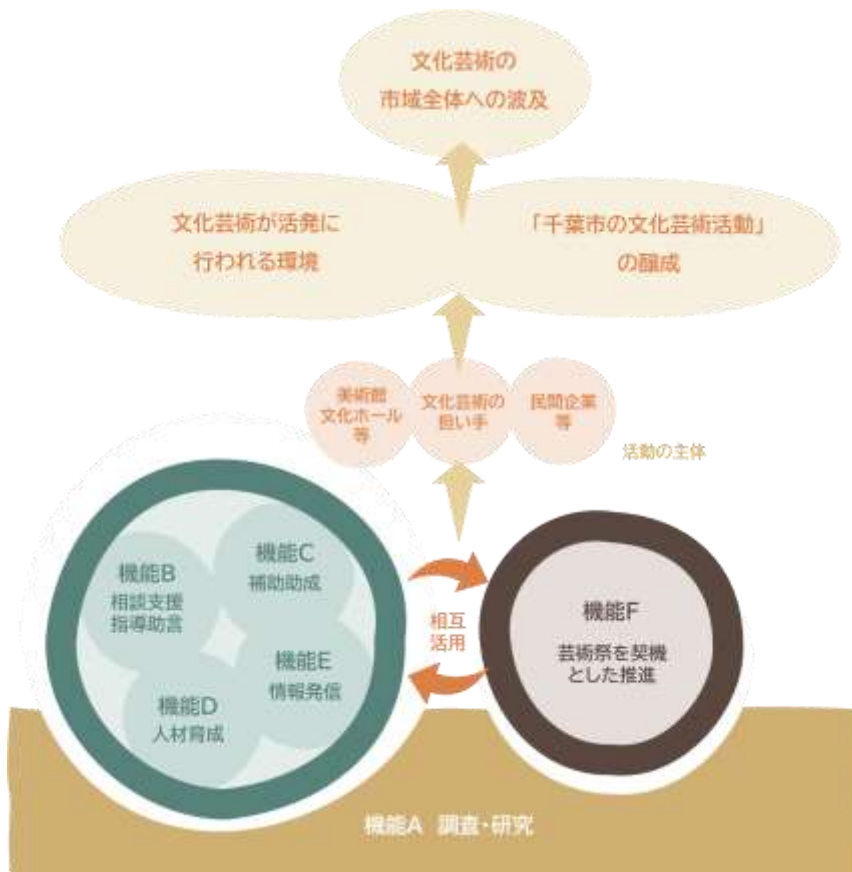 文化芸術の
市域全体への波及
文化芸術が活発に
行われる環境
「千葉市の文化芸術活動」
の醸成
美術館
文化ホール
等
文化芸術の
担い手
民間企業
等
活動の主体
機能B
相談支援
指導助言
機能C
補助助成
機能E
情報発信
機能D
人材育成
相互
活用
機能F
芸術祭を契機
とした推進
機能A 調査・研究